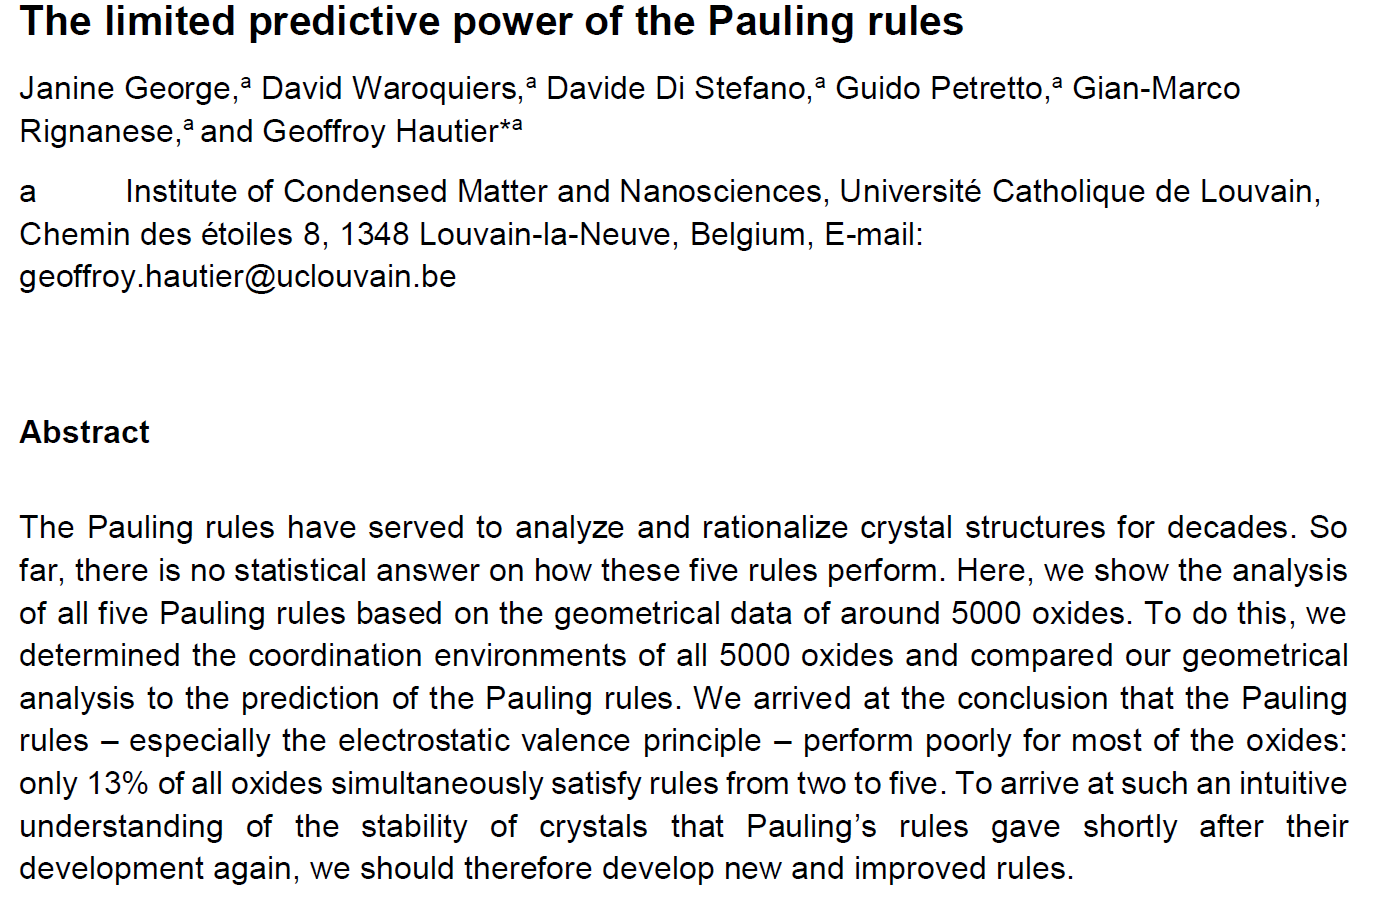 The limited predictive power of the Pauling rules
Janine George,ᵃ David Waroquiers,ᵃ Davide Di Stefano,ᵃ Guido Petretto,ᵃ Gian-Marco
Rignanese,ᵃ and Geoffroy Hautier*ᵃ
a Institute of Condensed Matter and Nanosciences, Université Catholique de Louvain,
Chemin des étoiles 8, 1348 Louvain-la-Neuve, Belgium, E-mail:
geoffroy.hautier@uclouvain.be
Abstract
The Pauling rules have served to analyze and rationalize crystal structures for decades. So
far, there is no statistical answer on how these five rules perform. Here, we show the analysis
of all five Pauling rules based on the geometrical data of around 5000 oxides. To do this, we
determined the coordination environments of all 5000 oxides and compared our geometrical
analysis to the prediction of the Pauling rules. We arrived at the conclusion that the Pauling
rules – especially the electrostatic valence principle – perform poorly for most of the oxides:
only 13% of all oxides simultaneously satisfy rules from two to five. To arrive at such an intuitive
understanding of the stability of crystals that Pauling’s rules gave shortly after their
development again, we should therefore develop new and improved rules.